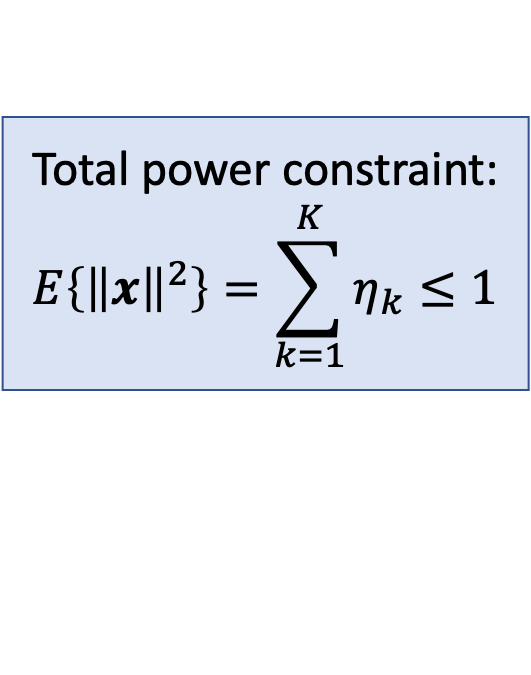 Total power constraint:
E{‖x‖²} = ∑_{k=1}^{K} η_k ≤ 1